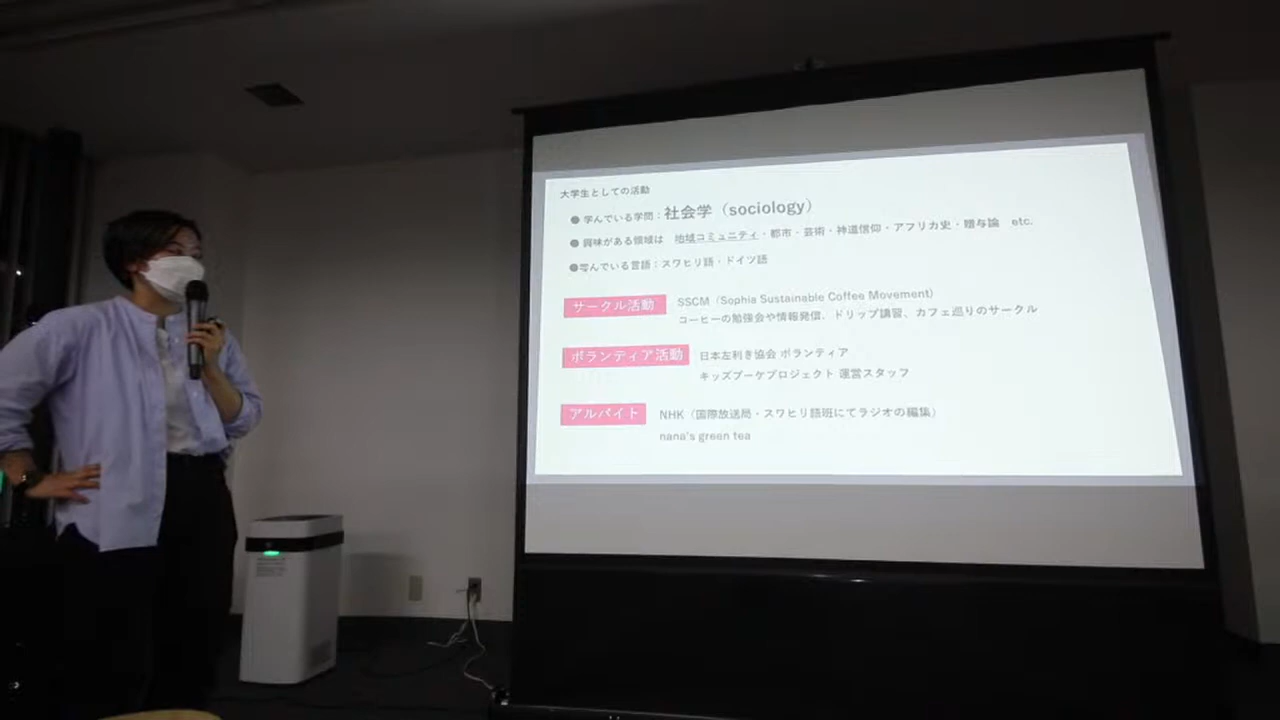 大学生としての活動
● 学んでいる学問：社会学（sociology）
● 興味がある領域は　地域コミュニティ・都市・芸術・神道信仰・アフリカ史・贈与論　etc.
●学んでいる言語：スワヒリ語・ドイツ語
サークル活動　SSCM（Sophia Sustainable Coffee Movement）
コーヒーの勉強会や情報発信、ドリップ講習、カフェ巡りのサークル
ボランティア活動　日本左利き協会 ボランティア
キッズブーケプロジェクト 運営スタッフ
アルバイト　NHK（国際放送局・スワヒリ語班にてラジオの編集）
nana's green tea